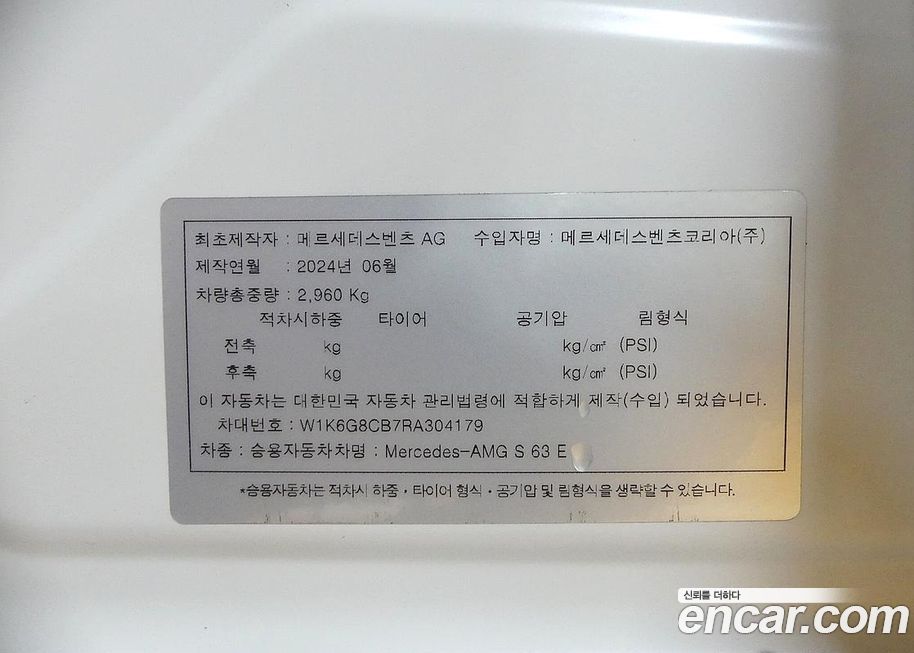 최초제작자 : 메르세데스벤츠 AG 수입자명 : 메르세데스벤츠코리아(주)
제작연월 : 2024년 06월
차량총중량 : 2,960 Kg
적차시하중 타이어 공기압 림형식
전축 kg kg/㎠ (PSI)
후축 kg kg/㎠ (PSI)
이 자동차는 대한민국 자동차 관리법령에 적합하게 제작(수입) 되었습니다.
차대번호 : W1K6G8CB7RA304179
차종 : 승용자동차차명 : Mercedes-AMG S 63 E
*승용자동차는 적차시 하중・타이어 형식・공기압 및 림형식을 생략할 수 있습니다.
신뢰를 더하다
encar.com